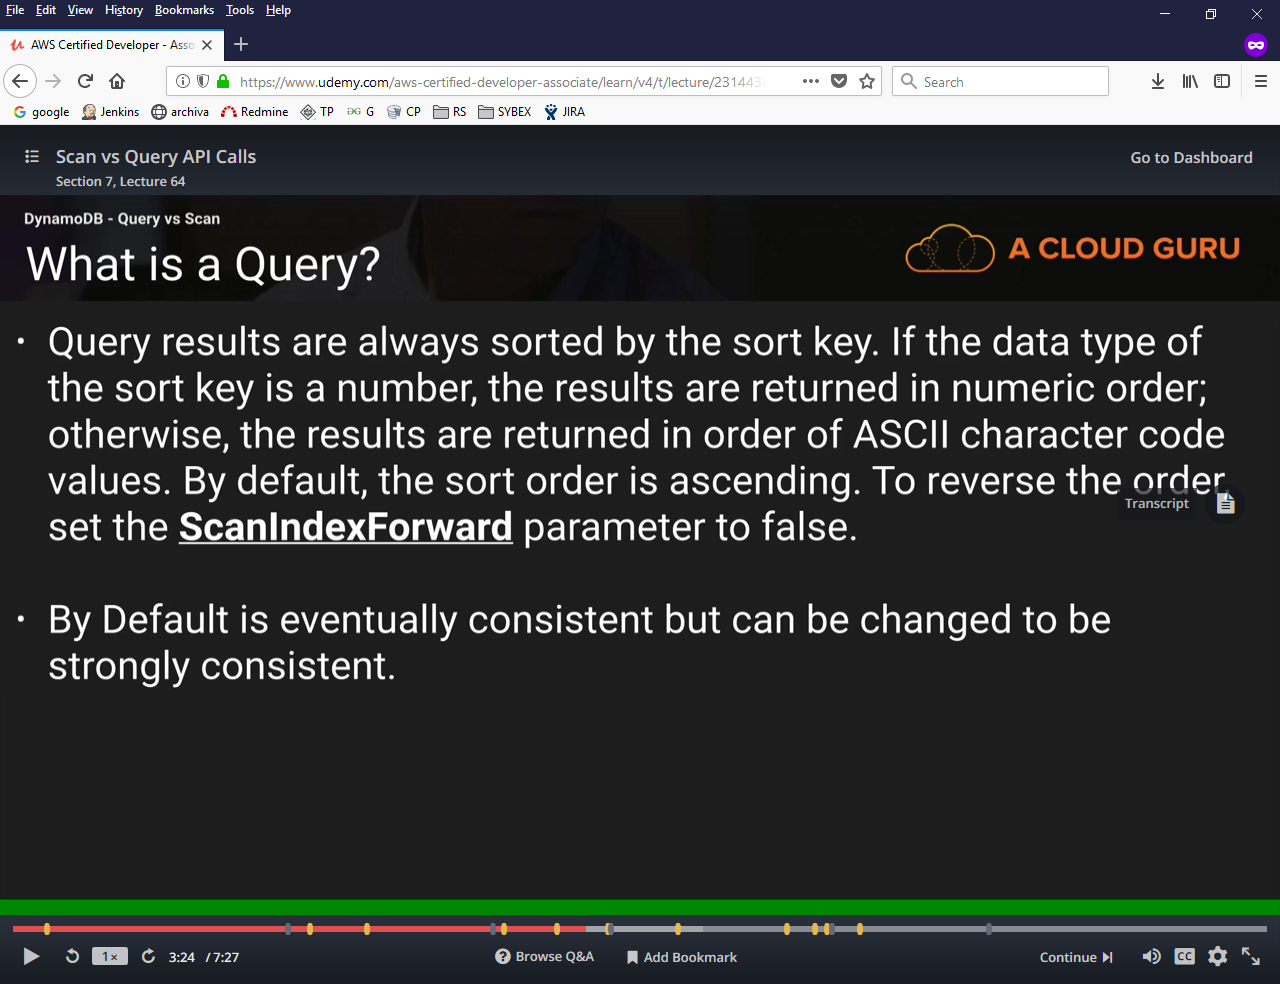 File Edit View History Bookmarks Tools Help
AWS Certified Developer - Asso
https://www.udemy.com/aws-certified-developer-associate/learn/v4/t/lecture/231443
Search
google Jenkins archiva Redmine TP G CP RS SYBEX JIRA
Scan vs Query API Calls
Go to Dashboard
Section 7, Lecture 64
DynamoDB - Query vs Scan
What is a Query?
A CLOUD GURU
• Query results are always sorted by the sort key. If the data type of
the sort key is a number, the results are returned in numeric order;
otherwise, the results are returned in order of ASCII character code
values. By default, the sort order is ascending. To reverse the order,
Transcript
set the ScanIndexForward parameter to false.
• By Default is eventually consistent but can be changed to be
strongly consistent.
1x 3:24 / 7:27 Browse Q&A Add Bookmark Continue CC